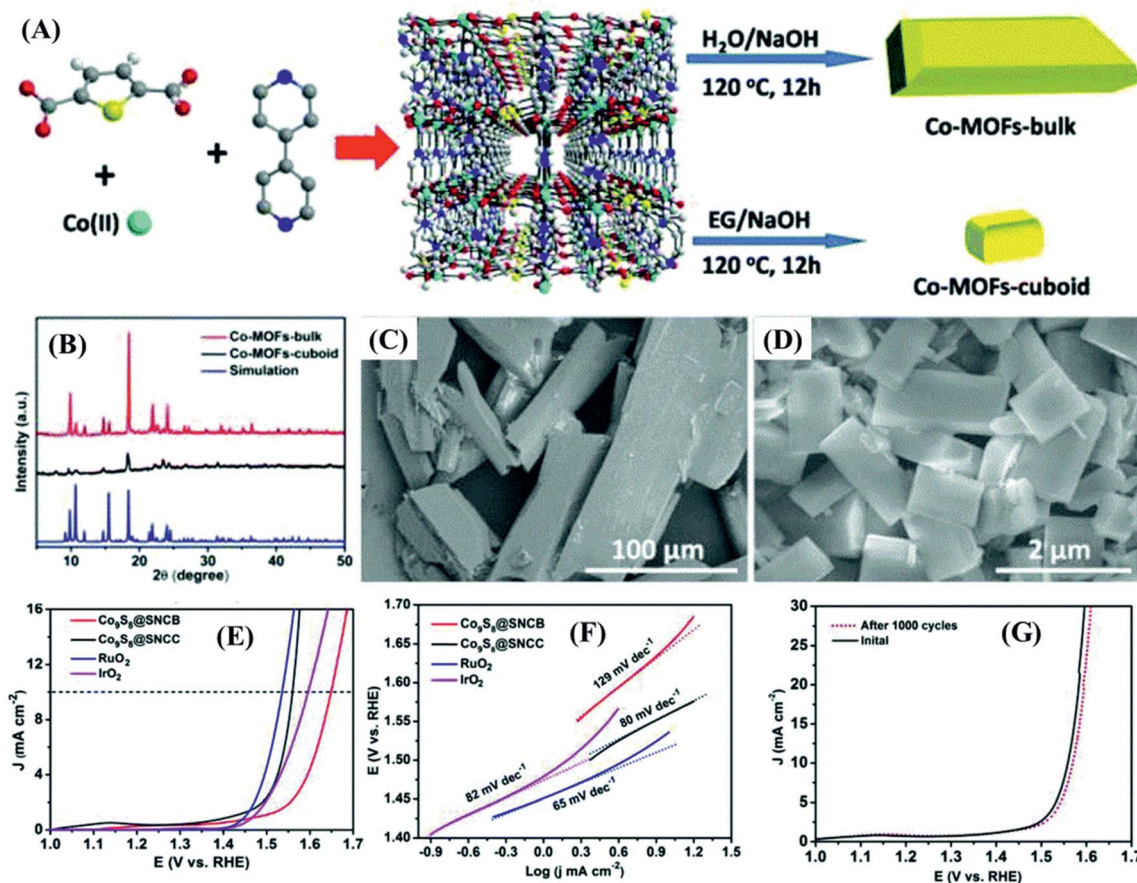 (A)
+
+
Co(II)
H₂O/NaOH
120 °C, 12h
Co-MOFs-bulk
EG/NaOH
120 °C, 12h
Co-MOFs-cuboid
(B)
Co-MOFs-bulk
Co-MOFs-cuboid
Simulation
Intensity (a.u.)
10 20 30 40 50
2θ (degree)
(C)
100 μm
(D)
2 μm
(E)
Co₉S₈@SNCB
Co₉S₈@SNCC
RuO₂
IrO₂
J (mA cm⁻²)
16
12
8
4
0
1.0 1.1 1.2 1.3 1.4 1.5 1.6 1.7
E (V vs. RHE)
(F)
Co₉S₈@SNCB
Co₉S₈@SNCC
RuO₂
IrO₂
129 mV dec⁻¹
80 mV dec⁻¹
82 mV dec⁻¹
65 mV dec⁻¹
E (V vs. RHE)
1.70
1.65
1.60
1.55
1.50
1.45
1.40
-0.9 -0.6 -0.3 0.0 0.3 0.6 0.9 1.2 1.5
Log (j mA cm⁻²)
(G)
After 1000 cycles
Inital
J (mA cm⁻²)
30
25
20
15
10
5
0
1.0 1.1 1.2 1.3 1.4 1.5 1.6 1.7
E (V vs. RHE)